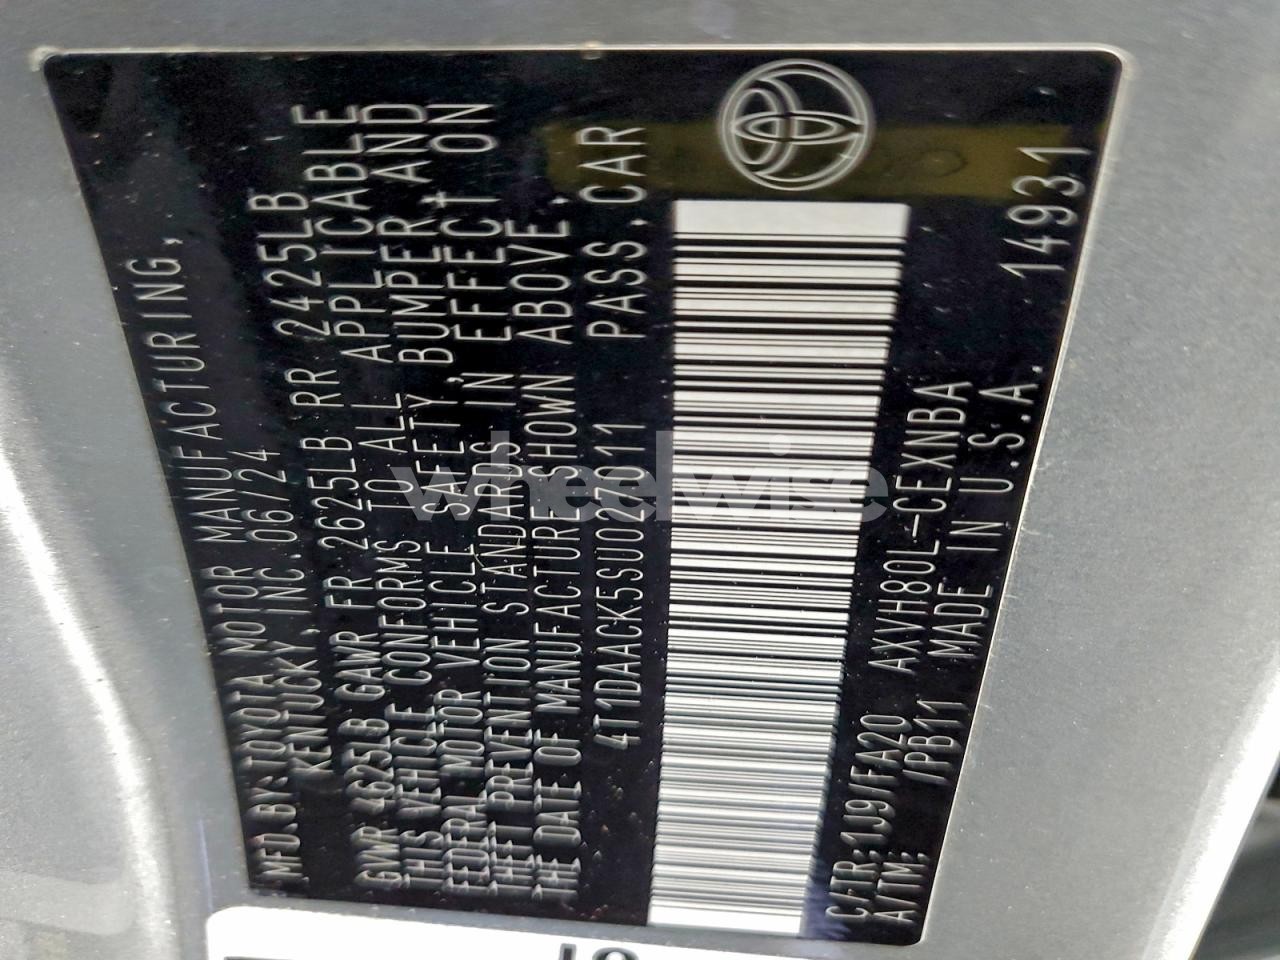 MFD.BY:TOYOTA MOTOR MANUFACTURING,
KENTUCKY, INC. 06/24
GVWR 4625LB GAWR FR 2625LB RR 2425LB
THIS VEHICLE CONFORMS TO ALL APPLICABLE
FEDERAL MOTOR VEHICLE SAFETY, BUMPER, AND
THEFT PREVENTION STANDARDS IN EFFECT ON
THE DATE OF MANUFACTURE SHOWN ABOVE.
4T1DAACK5SU027011 PASS.CAR
C/TR:1J9/FA20 AXVH80L-CEXNBA
A/TM: /PB11 MADE IN U.S.A. 14931
wheelwise